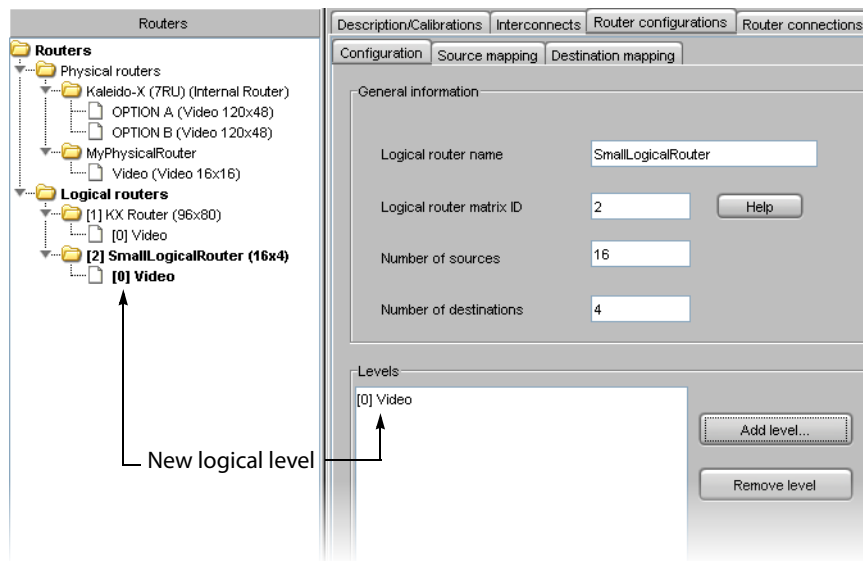 Routers
Routers
Physical routers
Kaleido-X (7RU) (Internal Router)
OPTION A (Video 120x48)
OPTION B (Video 120x48)
MyPhysicalRouter
Video (Video 16x16)
Logical routers
[1] KX Router (96x80)
[0] Video
[2] SmallLogicalRouter (16x4)
[0] Video
New logical level
Description/Calibrations Interconnects Router configurations Router connections
Configuration Source mapping Destination mapping
General information
Logical router name SmallLogicalRouter
Logical router matrix ID 2 Help
Number of sources 16
Number of destinations 4
Levels
[0] Video
Add level...
Remove level